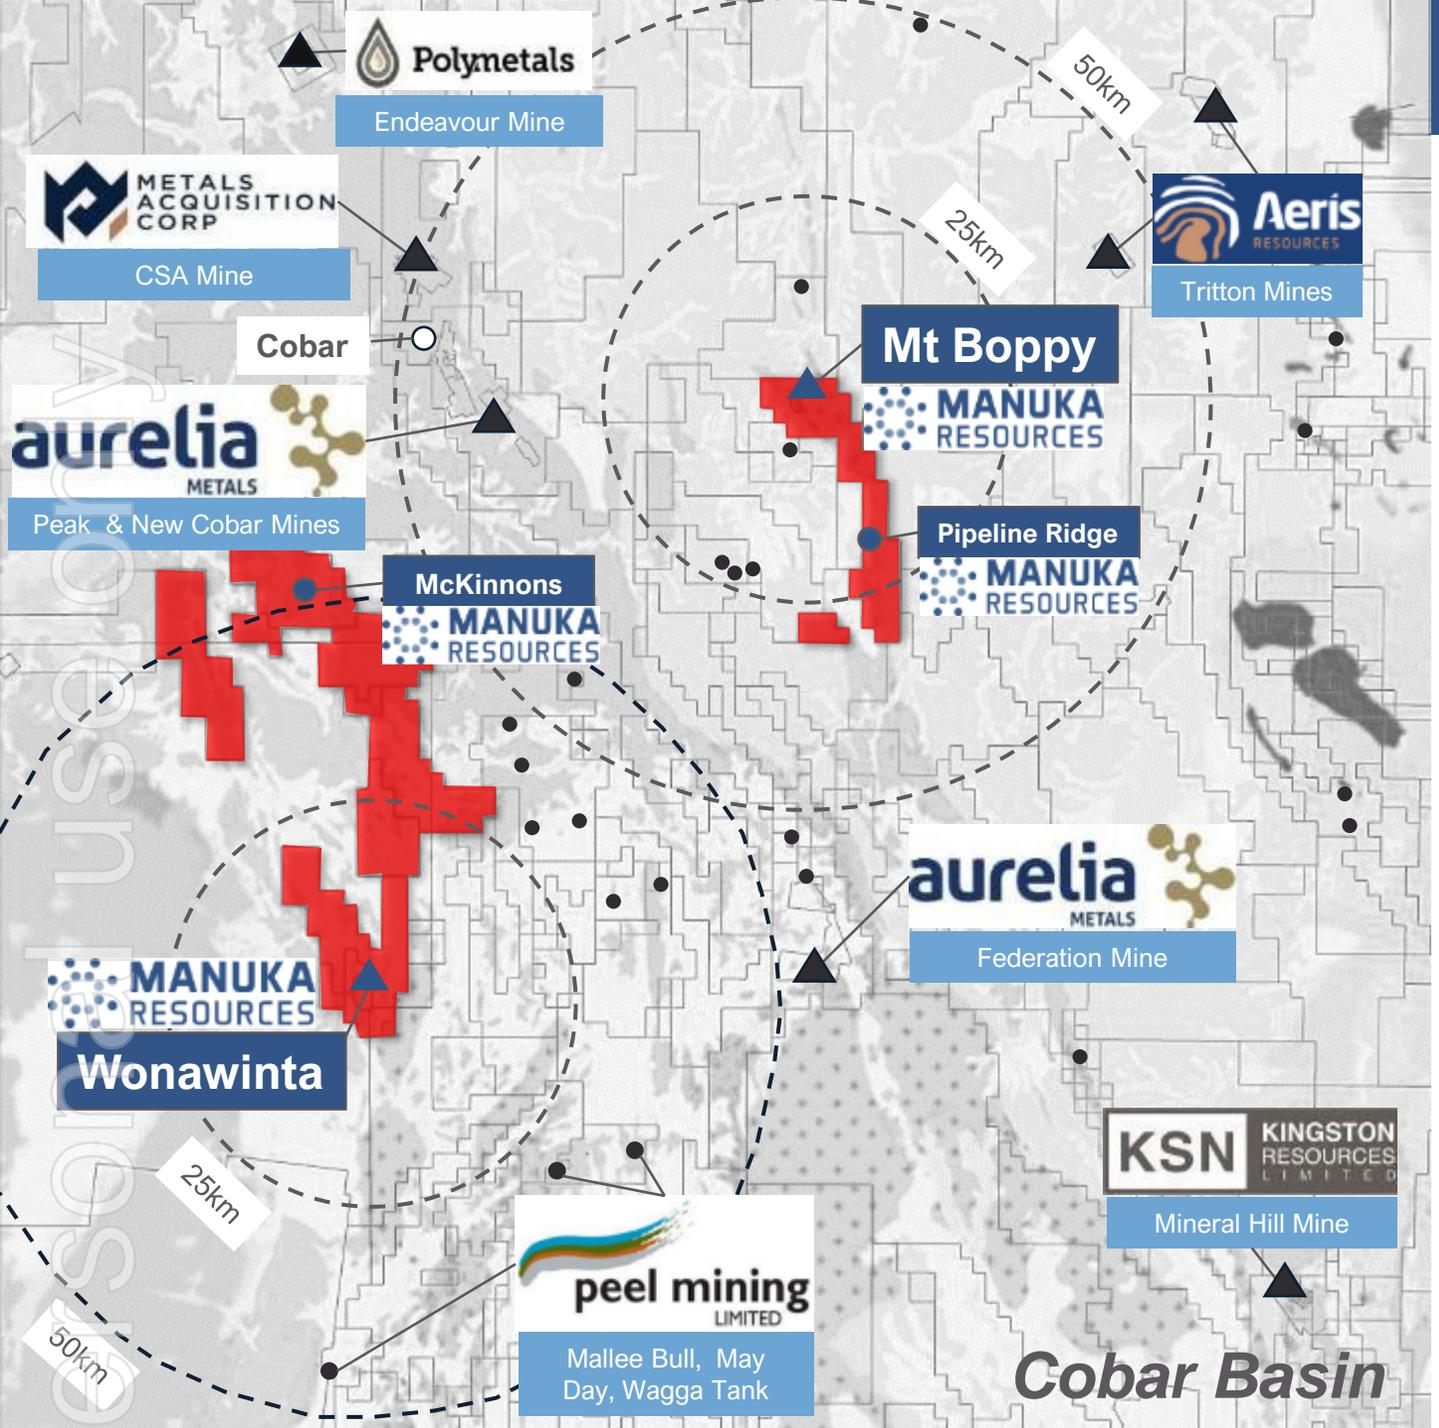 Polymetals
Endeavour Mine
50km
METALS
ACQUISITION
CORP
CSA Mine
25km
Aeris
RESOURCES
Tritton Mines
Cobar
Mt Boppy
MANUKA
RESOURCES
aurelia
METALS
Peak & New Cobar Mines
Pipeline Ridge
MANUKA
RESOURCES
McKinnons
MANUKA
RESOURCES
aurelia
METALS
Federation Mine
MANUKA
RESOURCES
Wonawinta
25km
KSN
KINGSTON
RESOURCES
LIMITED
Mineral Hill Mine
peel mining
LIMITED
Mallee Bull, May
Day, Wagga Tank
50km
Cobar Basin
ersonal use only